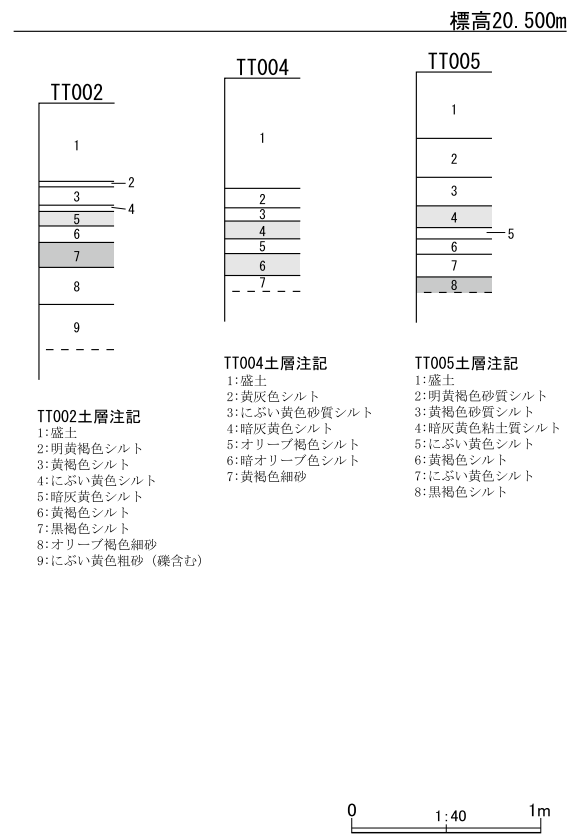 標高20.500m
TT002
1
2
3
4
5
6
7
8
9
TT004
1
2
3
4
5
6
7
TT005
1
2
3
4
5
6
7
8
TT002土層注記
1:盛土
2:明黄褐色シルト
3:黄褐色シルト
4:にぶい黄色シルト
5:暗灰黄色シルト
6:黄褐色シルト
7:黒褐色シルト
8:オリーブ褐色細砂
9:にぶい黄色粗砂（礫含む）
TT004土層注記
1:盛土
2:黄灰色シルト
3:にぶい黄色砂質シルト
4:暗灰黄色シルト
5:オリーブ褐色シルト
6:暗オリーブ色シルト
7:黄褐色細砂
TT005土層注記
1:盛土
2:明黄褐色砂質シルト
3:黄褐色砂質シルト
4:暗灰黄色粘土質シルト
5:にぶい黄色シルト
6:黄褐色シルト
7:にぶい黄色シルト
8:黒褐色シルト
0 1:40 1m